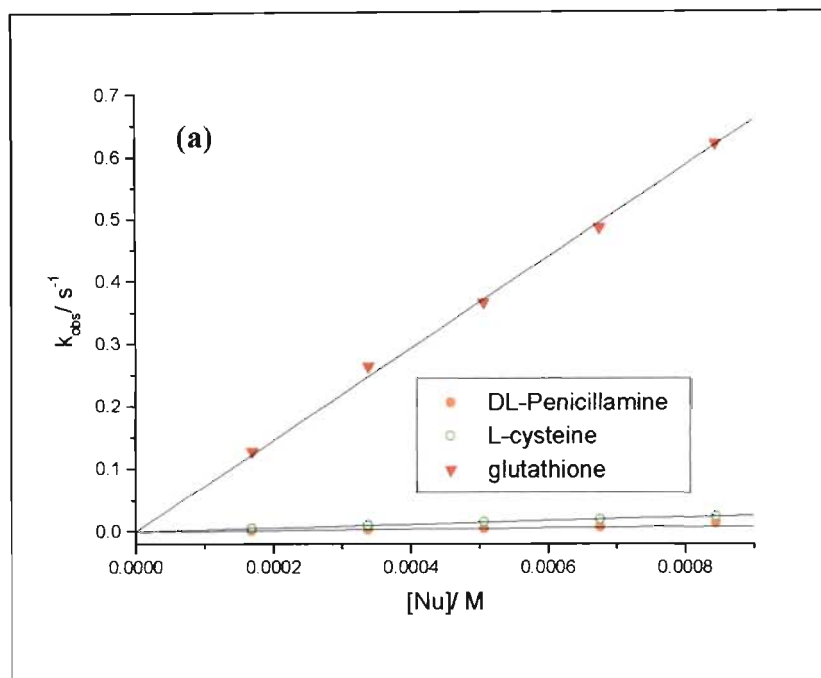 (a)
0.7
0.6
0.5
0.4
0.3
0.2
0.1
0.0
k_obs/ s⁻¹
DL-Penicillamine
L-cysteine
glutathione
0.0000 0.0002 0.0004 0.0006 0.0008
[Nu]/ M